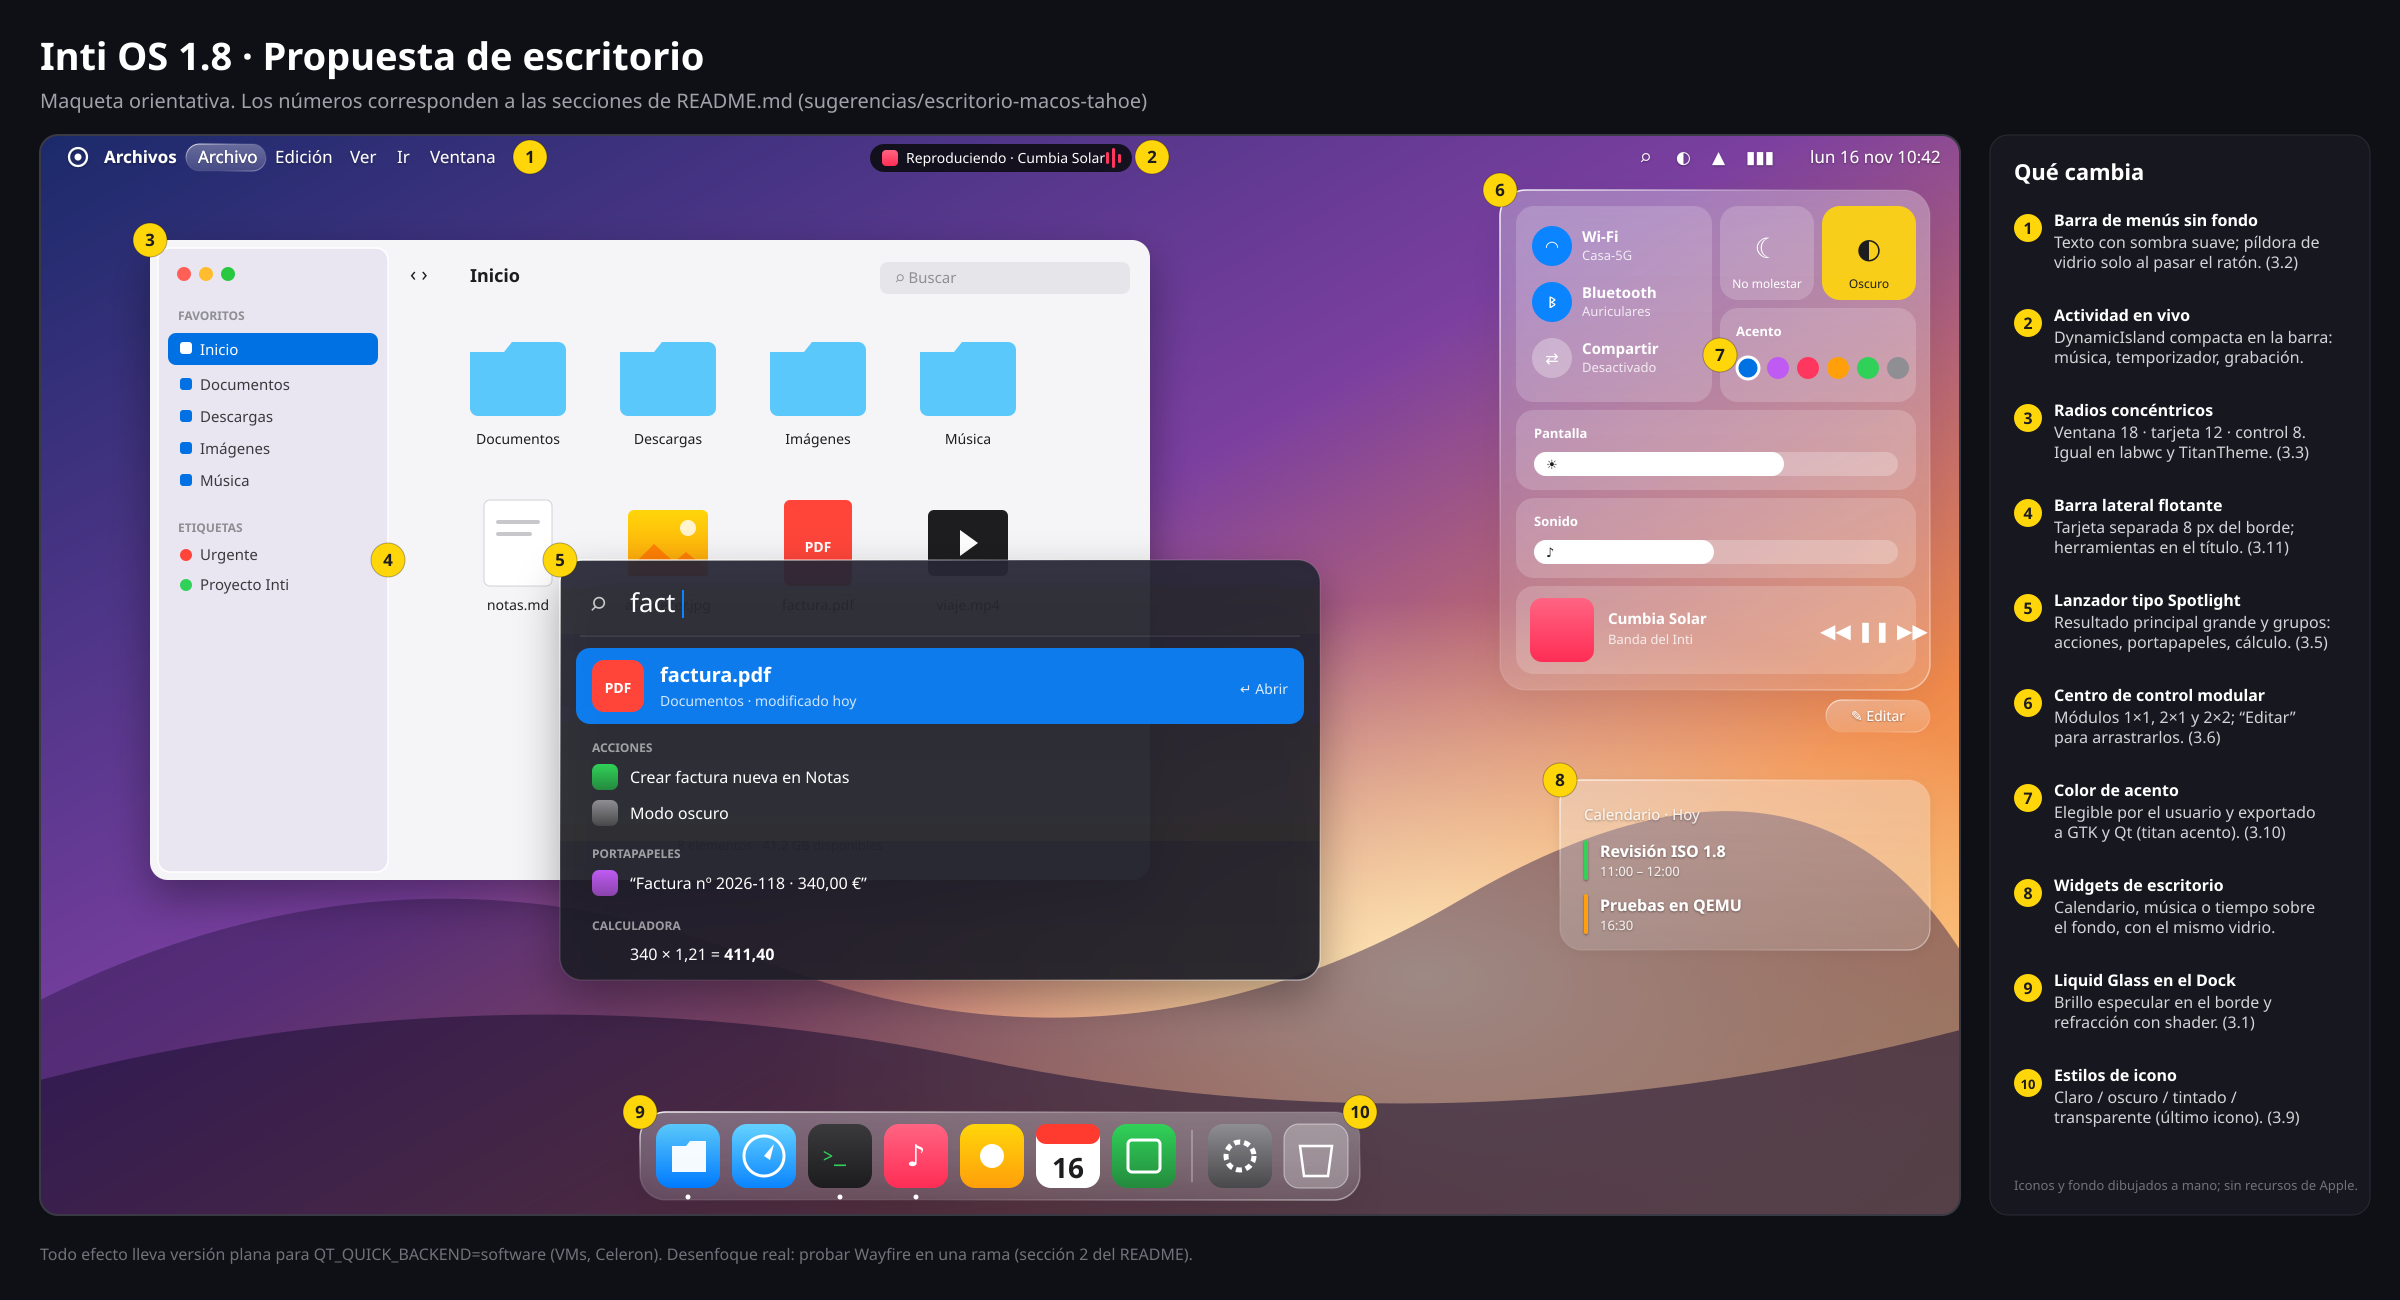 Inti OS 1.8 · Propuesta de escritorio
Maqueta orientativa. Los números corresponden a las secciones de README.md (sugerencias/escritorio-macos-tahoe)
Archivos Archivo Edición Ver Ir Ventana 1
Reproduciendo · Cumbia Solar 2
lun 16 nov 10:42
3
FAVORITOS
Inicio
Documentos
Descargas
Imágenes
Música
ETIQUETAS
Urgente
Proyecto Inti
4
‹ › Inicio
Buscar
Documentos
Descargas
Imágenes
Música
PDF
notas.md
factura.pdf
viaje.mp4
5
fact
PDF
factura.pdf
Documentos · modificado hoy
↵ Abrir
ACCIONES
Crear factura nueva en Notas
Modo oscuro
PORTAPAPELES
“Factura nº 2026-118 · 340,00 €”
CALCULADORA
340 × 1,21 = 411,40
6
Wi-Fi
Casa-5G
Bluetooth
Auriculares
Compartir
Desactivado
No molestar
Oscuro
Acento
7
Pantalla
Sonido
Cumbia Solar
Banda del Inti
✎ Editar
8
Calendario · Hoy
Revisión ISO 1.8
11:00 – 12:00
Pruebas en QEMU
16:30
9
10
>_
16
Qué cambia
1 Barra de menús sin fondo
Texto con sombra suave; píldora de
vidrio solo al pasar el ratón. (3.2)
2 Actividad en vivo
DynamicIsland compacta en la barra:
música, temporizador, grabación.
3 Radios concéntricos
Ventana 18 · tarjeta 12 · control 8.
Igual en labwc y TitanTheme. (3.3)
4 Barra lateral flotante
Tarjeta separada 8 px del borde;
herramientas en el título. (3.11)
5 Lanzador tipo Spotlight
Resultado principal grande y grupos:
acciones, portapapeles, cálculo. (3.5)
6 Centro de control modular
Módulos 1×1, 2×1 y 2×2; “Editar”
para arrastrarlos. (3.6)
7 Color de acento
Elegible por el usuario y exportado
a GTK y Qt (titan acento). (3.10)
8 Widgets de escritorio
Calendario, música o tiempo sobre
el fondo, con el mismo vidrio.
9 Liquid Glass en el Dock
Brillo especular en el borde y
refracción con shader. (3.1)
10 Estilos de icono
Claro / oscuro / tintado /
transparente (último icono). (3.9)
Iconos y fondo dibujados a mano; sin recursos de Apple.
Todo efecto lleva versión plana para QT_QUICK_BACKEND=software (VMs, Celeron). Desenfoque real: probar Wayfire en una rama (sección 2 del README).